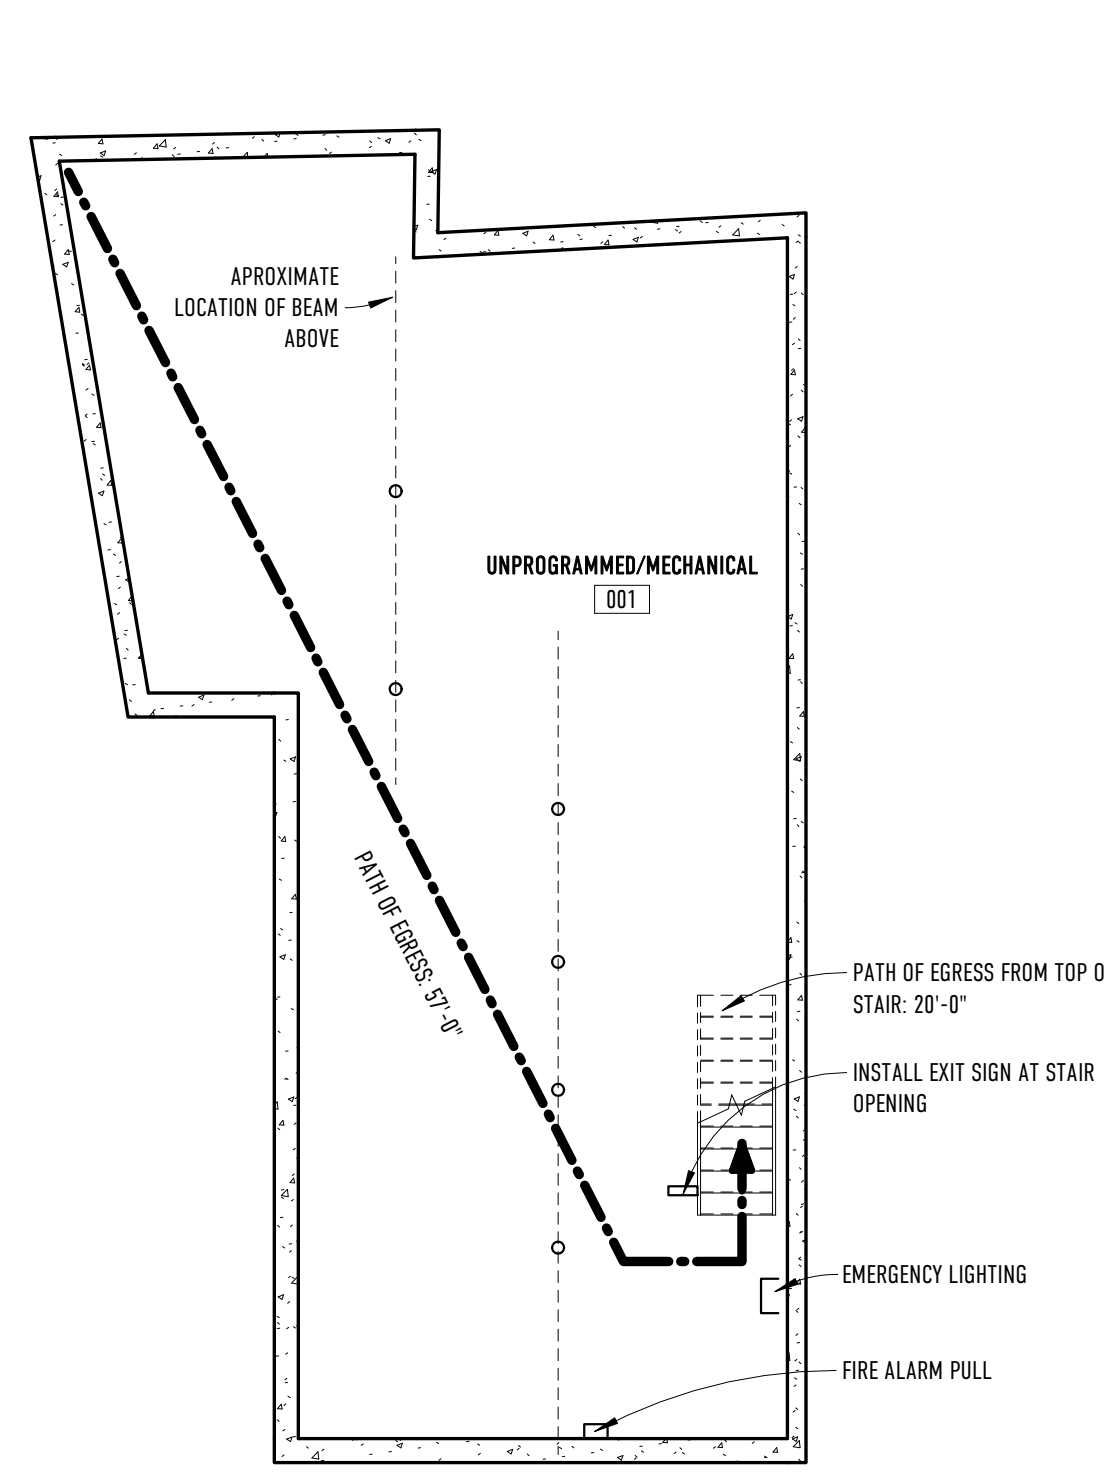 APROXIMATE
LOCATION OF BEAM
ABOVE
UNPROGRAMMED/MECHANICAL
001
PATH OF EGRESS: 57'-0"
PATH OF EGRESS FROM TOP O
STAIR: 20'-0"
INSTALL EXIT SIGN AT STAIR
OPENING
EMERGENCY LIGHTING
FIRE ALARM PULL